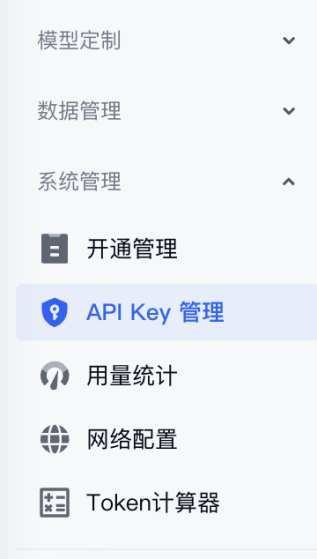 模型定制
数据管理
系统管理
开通管理
API Key 管理
用量统计
网络配置
Token计算器